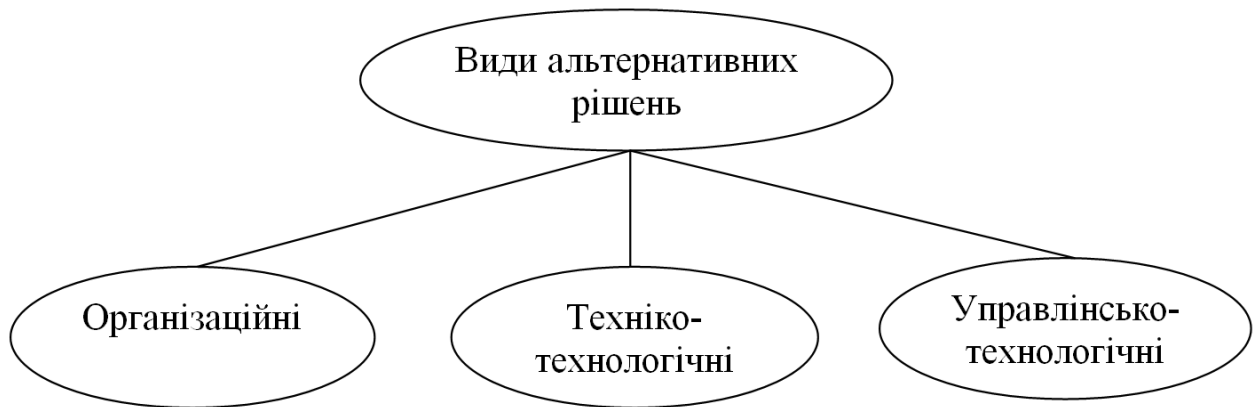 Види альтернативних
рішень
Організаційні
Техніко-
технологічні
Управлінсько-
технологічні